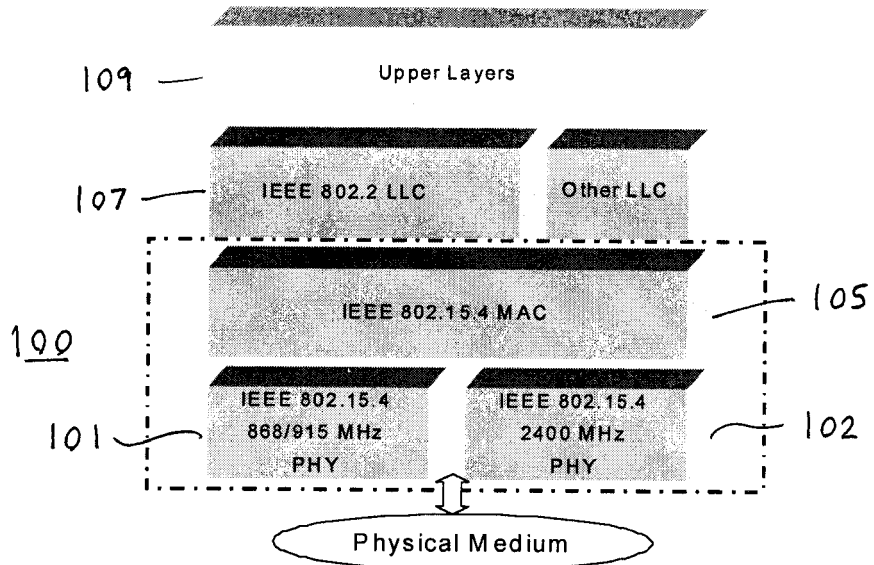 109
Upper Layers
107
IEEE 802.2 LLC
Other LLC
100
IEEE 802.15.4 MAC
105
101
IEEE 802.15.4
868/915 MHz
PHY
IEEE 802.15.4
2400 MHz
PHY
102
Physical Medium